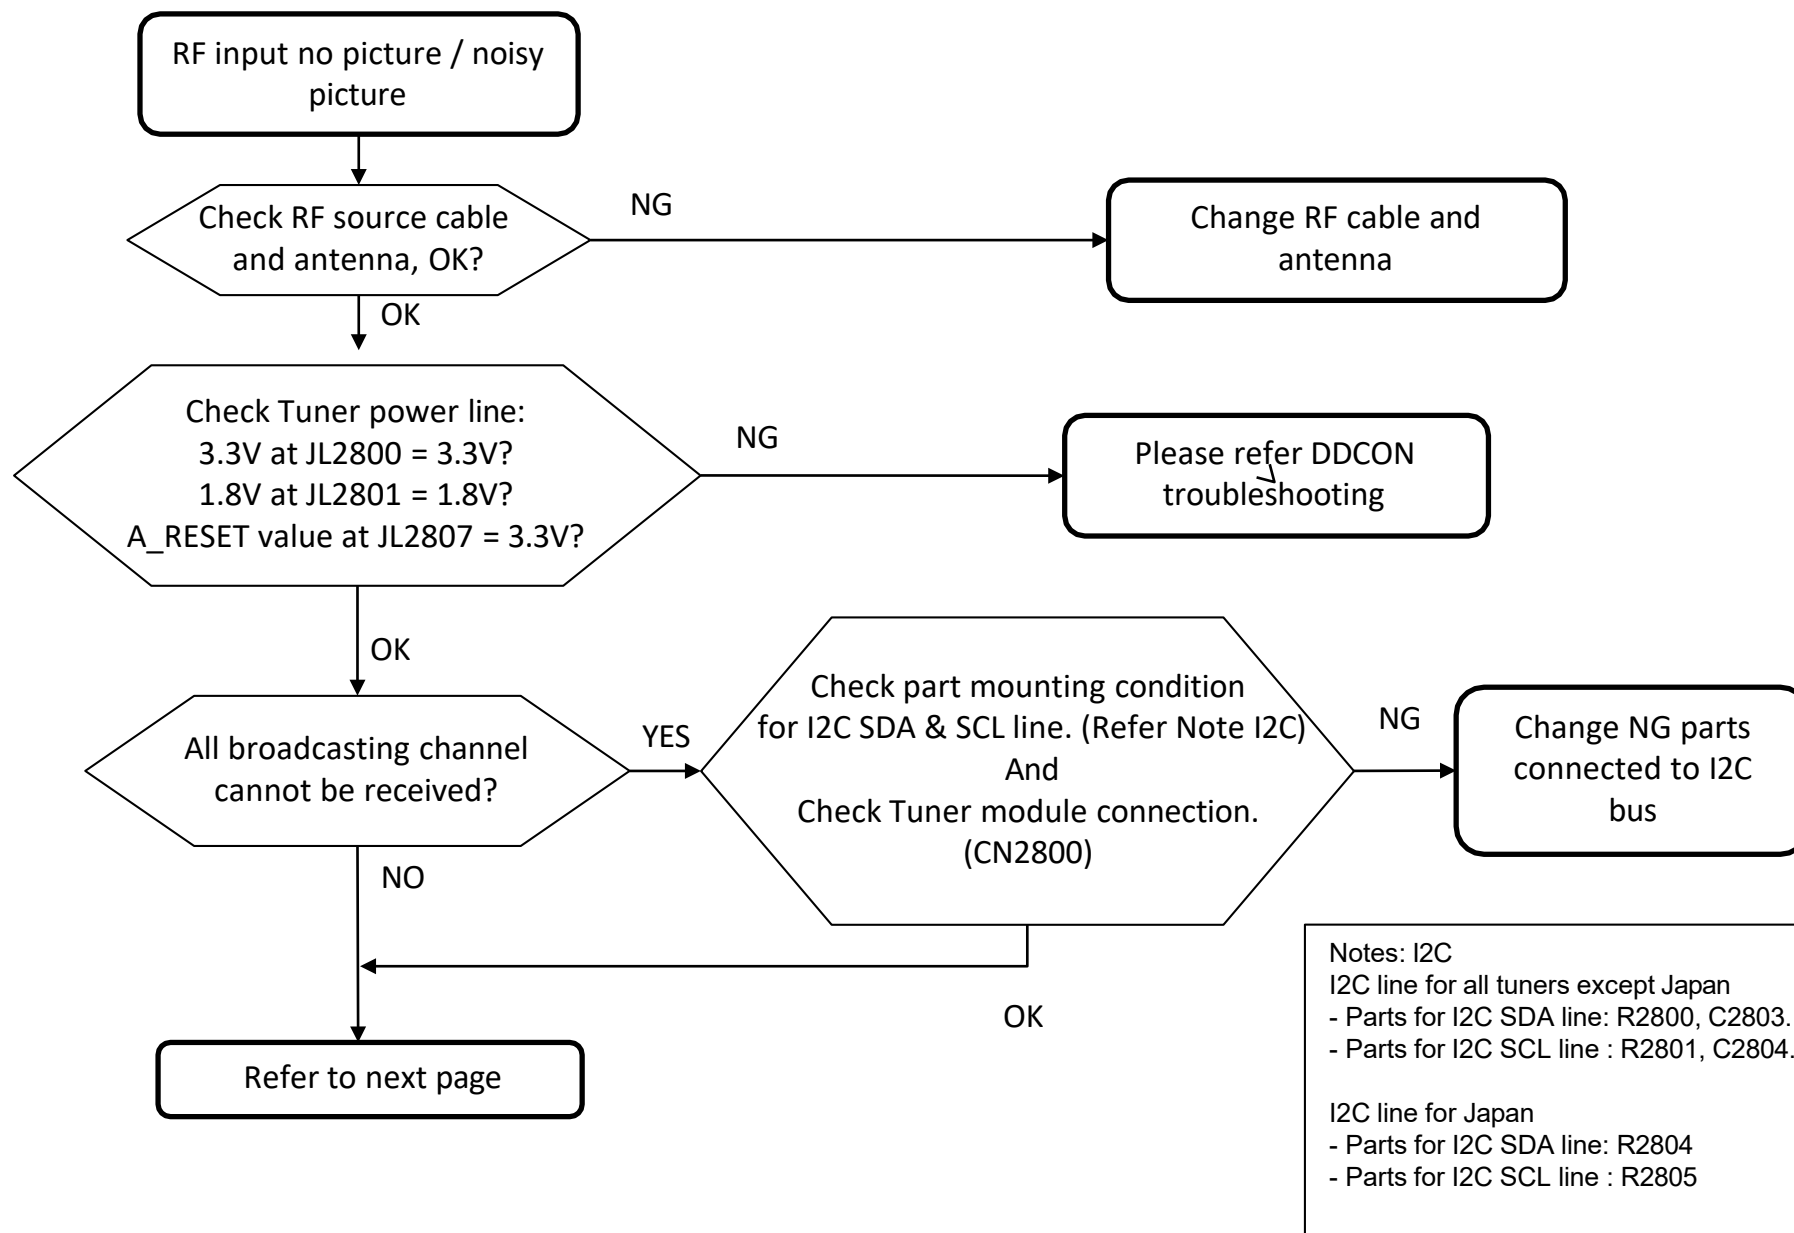 RF input no picture / noisy
picture
Check RF source cable
and antenna, OK?
NG
Change RF cable and
antenna
OK
Check Tuner power line:
3.3V at JL2800 = 3.3V?
1.8V at JL2801 = 1.8V?
A_RESET value at JL2807 = 3.3V?
NG
Please refer DDCON
troubleshooting
OK
All broadcasting channel
cannot be received?
YES
Check part mounting condition
for I2C SDA & SCL line. (Refer Note I2C)
And
Check Tuner module connection.
(CN2800)
NG
Change NG parts
connected to I2C
bus
NO
OK
Refer to next page
Notes: I2C
I2C line for all tuners except Japan
- Parts for I2C SDA line: R2800, C2803.
- Parts for I2C SCL line : R2801, C2804.
I2C line for Japan
- Parts for I2C SDA line: R2804
- Parts for I2C SCL line : R2805